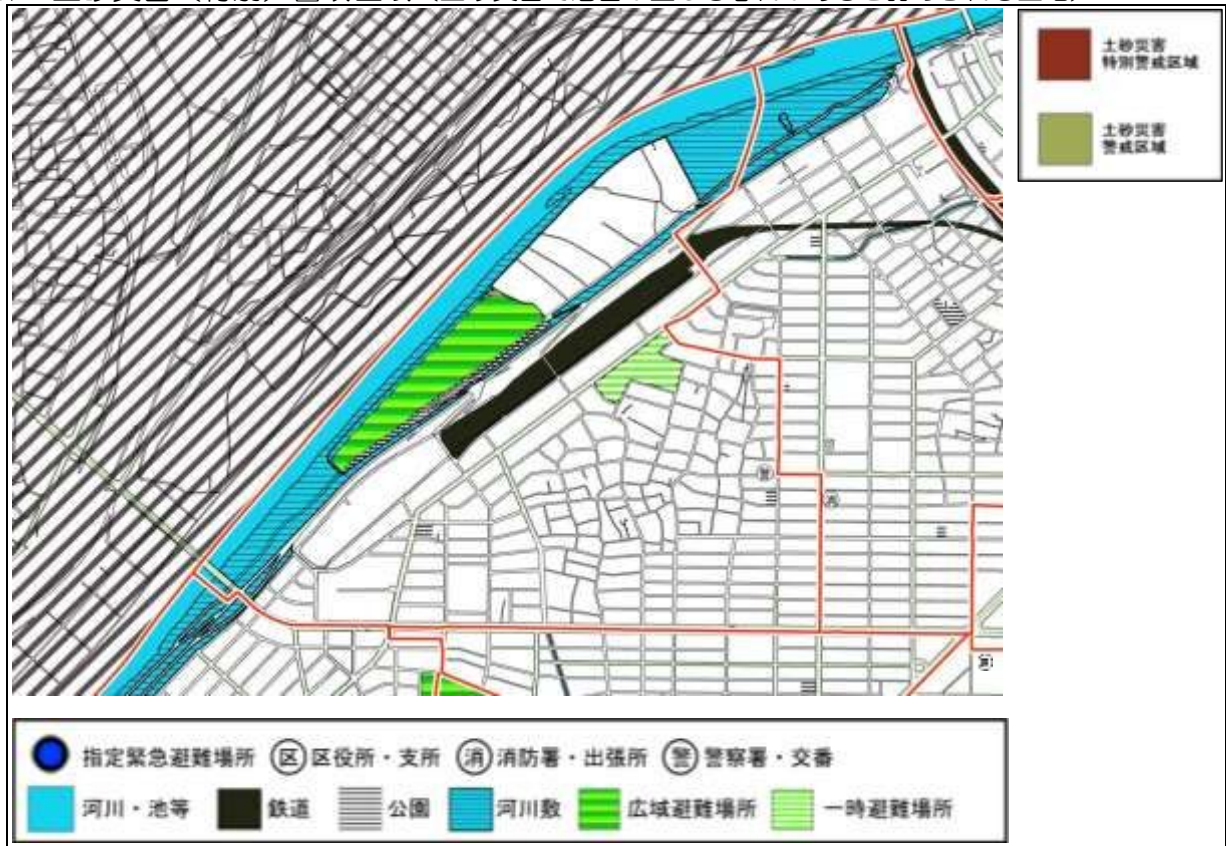 土砂災害
特別警戒区域
土砂災害
警戒区域
指定緊急避難場所 区 区役所・支所 消 消防署・出張所 警 警察署・交番
河川・池等 鉄道 公園 河川敷 広域避難場所 一時避難場所